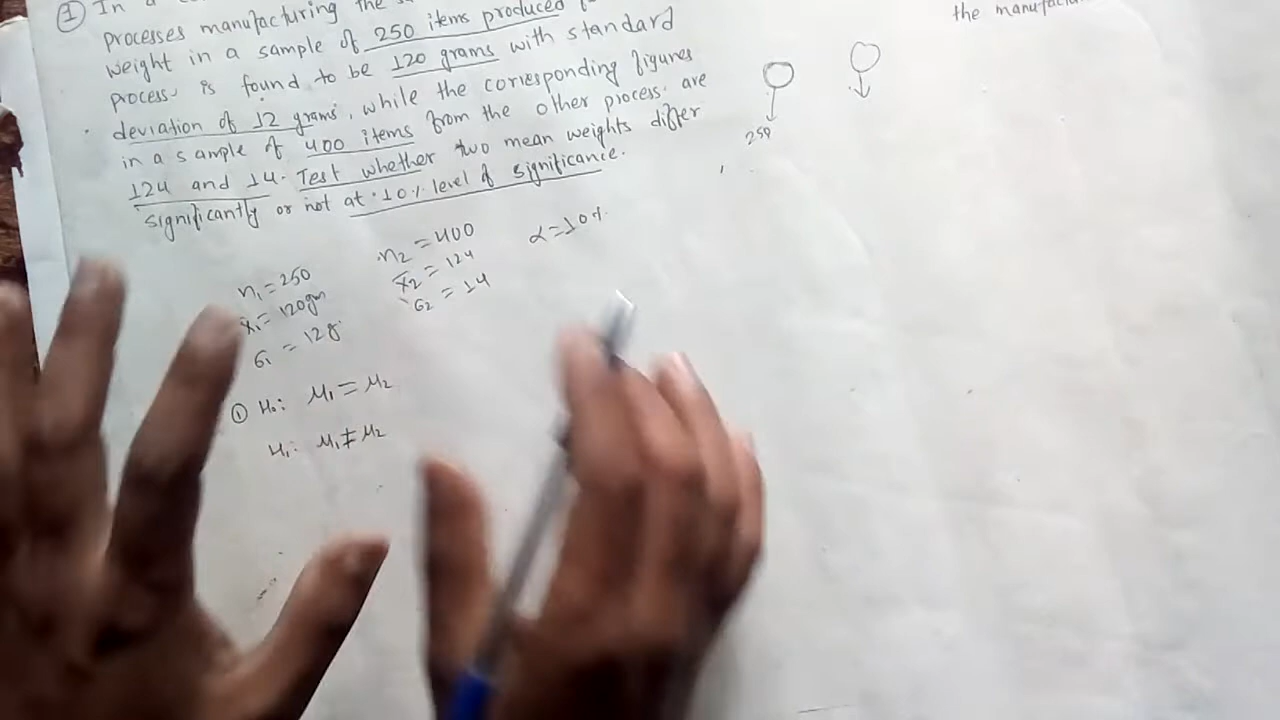 ① In a
processes manufacturing the
weight in a sample of 250 items produced
process is found to be 120 grams with standard
deviation of 12 grams, while the corresponding figures
in a sample of 400 items from the other process are
124 and 14. Test whether two mean weights differ
significantly or not at 10% level of significance.
the manufac
250
n₁ = 250 n₂ = 400 α = 10%
x̄₁ = 120gm x̄₂ = 124
σ₁ = 12g σ₂ = 14
① H₀: μ₁ = μ₂
H₁: μ₁ ≠ μ₂